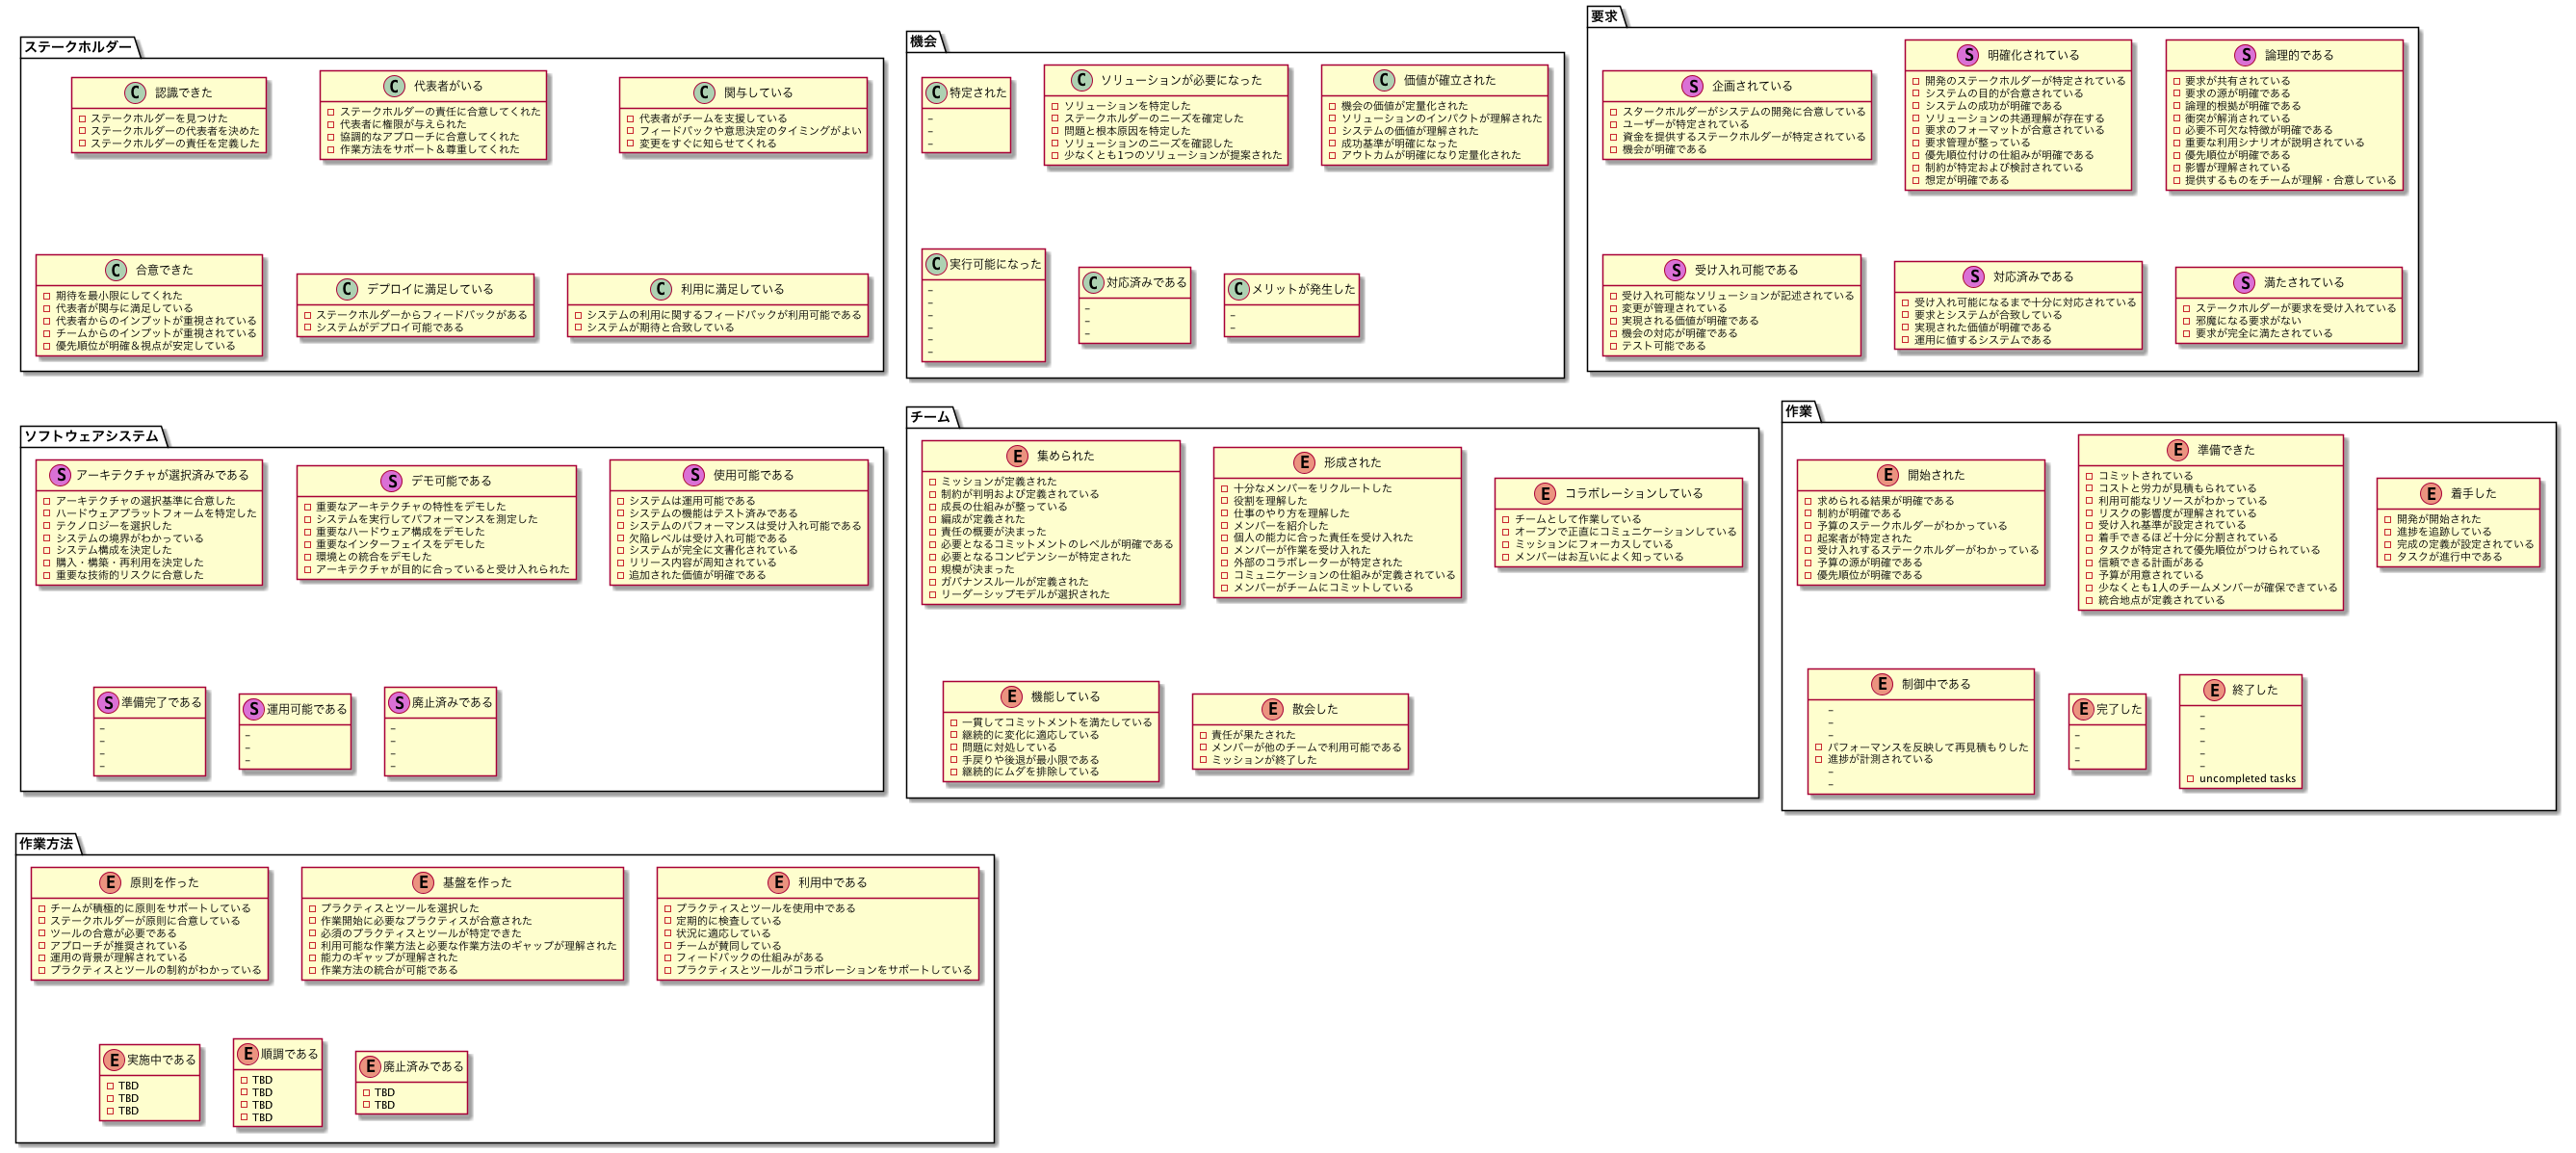 ステークホルダー
C 認識できた
ステークホルダーを見つけた
ステークホルダーの代表者を決めた
ステークホルダーの責任を定義した
C 代表者がいる
ステークホルダーの責任に合意してくれた
代表者に権限が与えられた
協調的なアプローチに合意してくれた
作業方法をサポート＆尊重してくれた
C 関与している
代表者がチームを支援している
フィードバックや意思決定のタイミングがよい
変更をすぐに知らせてくれる
C 合意できた
期待を最小限にしてくれた
代表者が関与に満足している
代表者からのインプットが重視されている
チームからのインプットが重視されている
優先順位が明確＆視点が安定している
C デプロイに満足している
ステークホルダーからフィードバックがある
システムがデプロイ可能である
C 利用に満足している
システムの利用に関するフィードバックが利用可能である
システムが期待と合致している
機会
C 特定された
–
–
–
C ソリューションが必要になった
ソリューションを特定した
ステークホルダーのニーズを確定した
問題と根本原因を特定した
ソリューションのニーズを確認した
少なくとも1つのソリューションが提案された
C 価値が確立された
機会の価値が定量化された
ソリューションのインパクトが理解された
システムの価値が理解された
成功基準が明確になった
アウトカムが明確になり定量化された
C 実行可能になった
–
–
–
–
–
–
C 対応済みである
–
–
–
C メリットが発生した
–
–
要求
S 企画されている
スタークホルダーがシステムの開発に合意している
ユーザーが特定されている
資金を提供するステークホルダーが特定されている
機会が明確である
S 明確化されている
開発のステークホルダーが特定されている
システムの目的が合意されている
システムの成功が明確である
ソリューションの共通理解が存在する
要求のフォーマットが合意されている
要求管理が整っている
優先順位付けの仕組みが明確である
制約が特定および検討されている
想定が明確である
S 論理的である
要求が共有されている
要求の源が明確である
論理的根拠が明確である
衝突が解消されている
必要不可欠な特徴が明確である
重要な利用シナリオが説明されている
優先順位が明確である
影響が理解されている
提供するものをチームが理解・合意している
S 受け入れ可能である
受け入れ可能なソリューションが記述されている
変更が管理されている
実現される価値が明確である
機会の対応が明確である
テスト可能である
S 対応済みである
受け入れ可能になるまで十分に対応されている
要求とシステムが合致している
実現された価値が明確である
運用に値するシステムである
S 満たされている
ステークホルダーが要求を受け入れている
邪魔になる要求がない
要求が完全に満たされている
ソフトウェアシステム
S アーキテクチャが選択済みである
アーキテクチャの選択基準に合意した
ハードウェアプラットフォームを特定した
テクノロジーを選択した
システムの境界がわかっている
システム構成を決定した
購入・構築・再利用を決定した
重要な技術的リスクに合意した
S デモ可能である
重要なアーキテクチャの特性をデモした
システムを実行してパフォーマンスを測定した
重要なハードウェア構成をデモした
重要なインターフェイスをデモした
環境との統合をデモした
アーキテクチャが目的に合っていると受け入れられた
S 使用可能である
システムは運用可能である
システムの機能はテスト済みである
システムのパフォーマンスは受け入れ可能である
欠陥レベルは受け入れ可能である
システムが完全に文書化されている
リリース内容が周知されている
追加された価値が明確である
S 準備完了である
–
–
–
–
S 運用可能である
–
–
–
S 廃止済みである
–
–
–
–
チーム
E 集められた
ミッションが定義された
制約が判明および定義されている
成長の仕組みが整っている
編成が定義された
責任の概要が決まった
必要となるコミットメントのレベルが明確である
必要となるコンピテンシーが特定された
規模が決まった
ガバナンスルールが定義された
リーダーシップモデルが選択された
E 形成された
十分なメンバーをリクルートした
役割を理解した
仕事のやり方を理解した
メンバーを紹介した
個人の能力に合った責任を受け入れた
メンバーが作業を受け入れた
外部のコラボレーターが特定された
コミュニケーションの仕組みが定義されている
メンバーがチームにコミットしている
E コラボレーションしている
チームとして作業している
オープンで正直にコミュニケーションしている
ミッションにフォーカスしている
メンバーはお互いによく知っている
E 機能している
一貫してコミットメントを満たしている
継続的に変化に適応している
問題に対処している
手戻りや後退が最小限である
継続的にムダを排除している
E 散会した
責任が果たされた
メンバーが他のチームで利用可能である
ミッションが終了した
作業
E 開始された
求められる結果が明確である
制約が明確である
予算のステークホルダーがわかっている
起案者が特定された
受け入れするステークホルダーがわかっている
予算の源が明確である
優先順位が明確である
E 準備できた
コミットされている
コストと労力が見積もられている
利用可能なリソースがわかっている
リスクの影響度が理解されている
受け入れ基準が設定されている
着手できるほど十分に分割されている
タスクが特定されて優先順位がつけられている
信頼できる計画がある
予算が用意されている
少なくとも1人のチームメンバーが確保できている
統合地点が定義されている
E 着手した
開発が開始された
進捗を追跡している
完成の定義が設定されている
タスクが進行中である
E 制御中である
–
–
–
パフォーマンスを反映して再見積もりした
進捗が計測されている
–
–
E 完了した
–
–
–
E 終了した
–
–
–
–
–
uncompleted tasks
作業方法
E 原則を作った
チームが積極的に原則をサポートしている
ステークホルダーが原則に合意している
ツールの合意が必要である
アプローチが推奨されている
運用の背景が理解されている
プラクティスとツールの制約がわかっている
E 基盤を作った
プラクティスとツールを選択した
作業開始に必要なプラクティスが合意された
必須のプラクティスとツールが特定できた
利用可能な作業方法と必要な作業方法のギャップが理解された
能力のギャップが理解された
作業方法の統合が可能である
E 利用中である
プラクティスとツールを使用中である
定期的に検査している
状況に適応している
チームが賛同している
フィードバックの仕組みがある
プラクティスとツールがコラボレーションをサポートしている
E 実施中である
TBD
TBD
TBD
E 順調である
TBD
TBD
TBD
TBD
E 廃止済みである
TBD
TBD